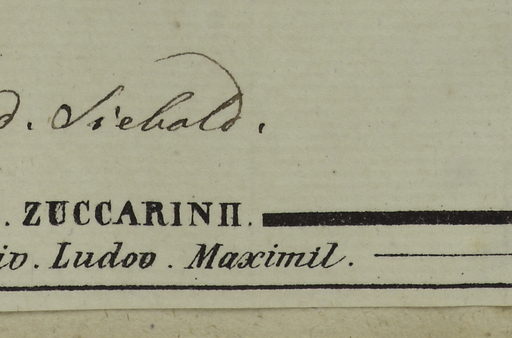 d. Siebold.
. ZUCCARINII.
iv. Ludov. Maximil.